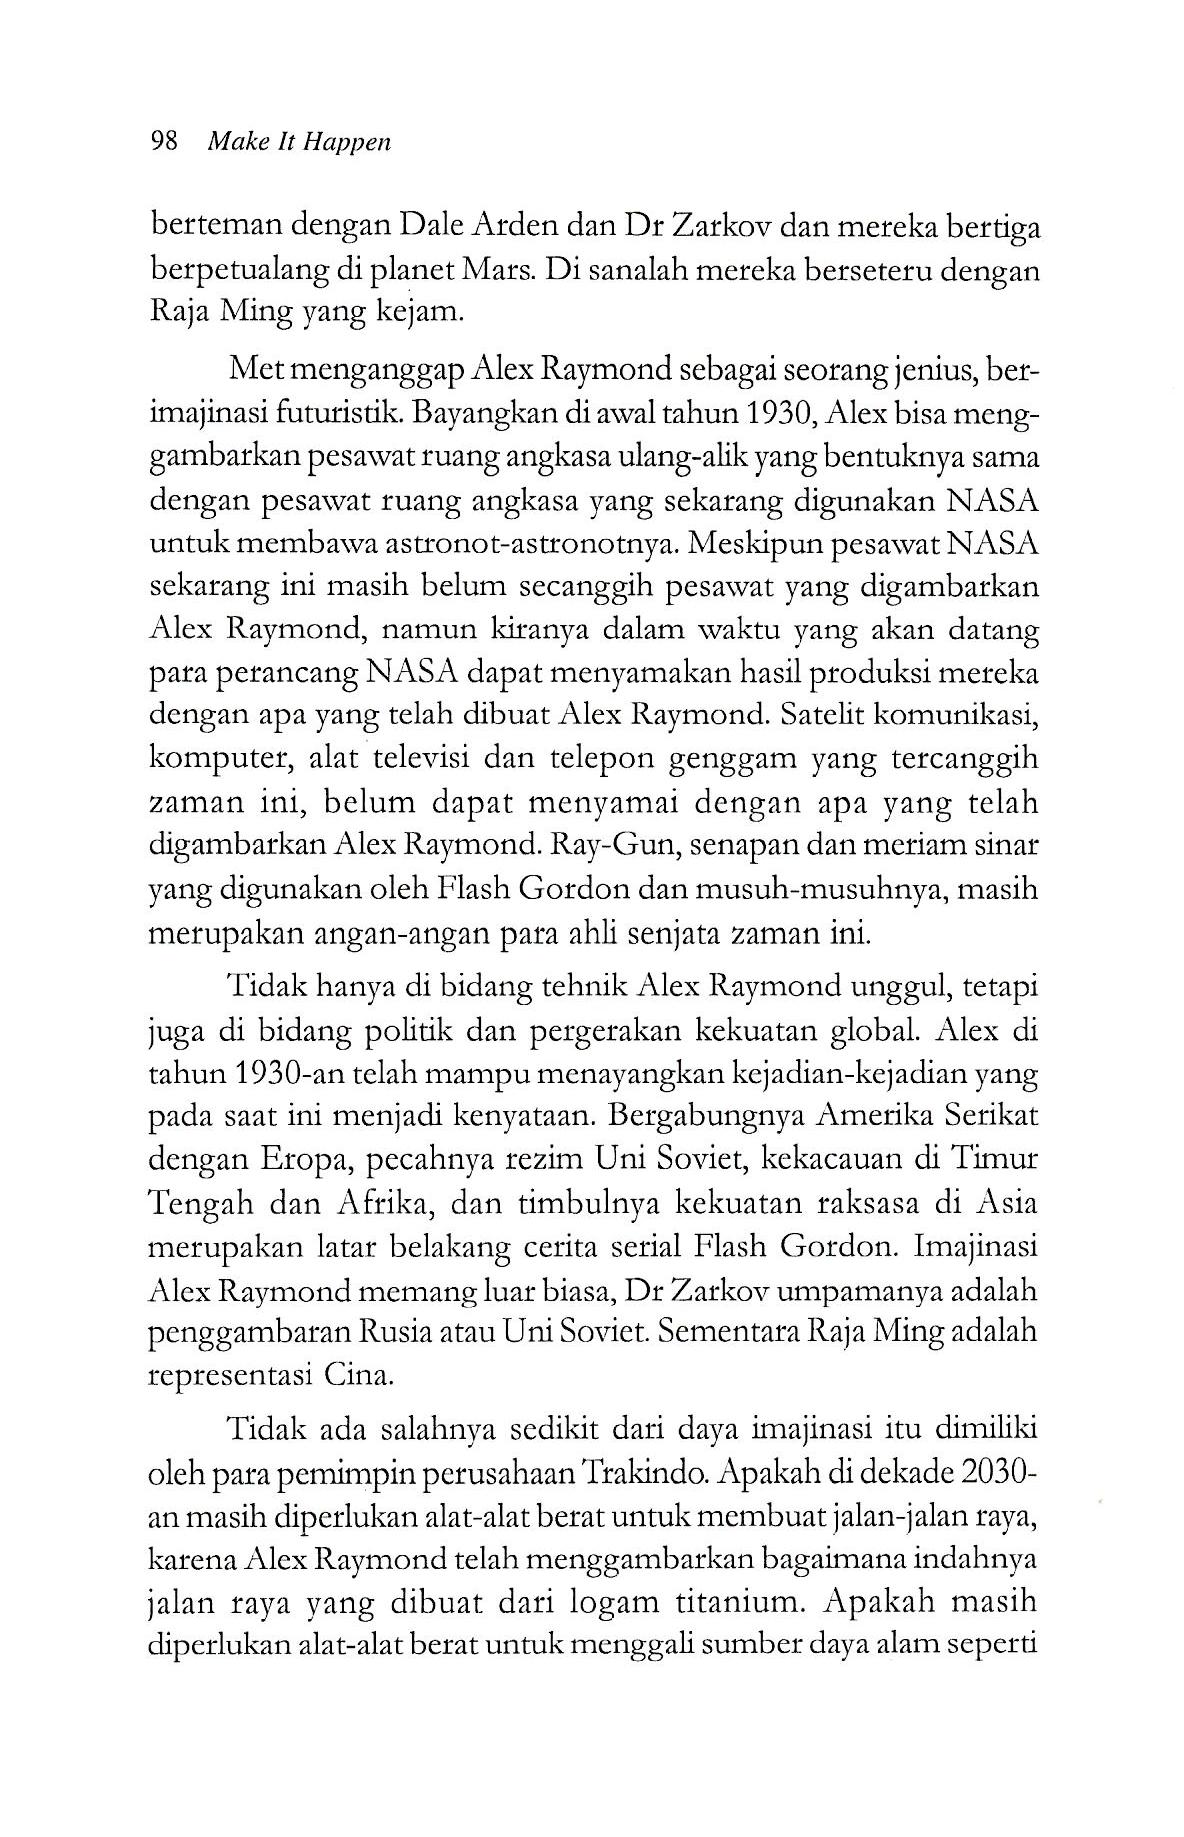 98 Make It Happen
berteman dengan Dale Arden dan Dr Zarkov dan mereka bertiga
berpetualang di planet Mars. Di sanalah mereka berseteru dengan
Raja Ming yang kejam.
Met menganggap Alex Raymond sebagai seorang jenius, ber-
imajinasi futuristik. Bayangkan di awal tahun 1930, Alex bisa meng-
gambarkan pesawat ruang angkasa ulang-alik yang bentuknya sama
dengan pesawat ruang angkasa yang sekarang digunakan NASA
untuk membawa astronot-astronotnya. Meskipun pesawat NASA
sekarang ini masih belum secanggih pesawat yang digambarkan
Alex Raymond, namun kiranya dalam waktu yang akan datang
para perancang NASA dapat menyamakan hasil produksi mereka
dengan apa yang telah dibuat Alex Raymond. Satelit komunikasi,
komputer, alat televisi dan telepon genggam yang tercanggih
zaman ini, belum dapat menyamai dengan apa yang telah
digambarkan Alex Raymond. Ray-Gun, senapan dan meriam sinar
yang digunakan oleh Flash Gordon dan musuh-musuhnya, masih
merupakan angan-angan para ahli senjata zaman ini.
Tidak hanya di bidang tehnik Alex Raymond unggul, tetapi
juga di bidang politik dan pergerakan kekuatan global. Alex di
tahun 1930-an telah mampu menayangkan kejadian-kejadian yang
pada saat ini menjadi kenyataan. Bergabungnya Amerika Serikat
dengan Eropa, pecahnya rezim Uni Soviet, kekacauan di Timur
Tengah dan Afrika, dan timbulnya kekuatan raksasa di Asia
merupakan latar belakang cerita serial Flash Gordon. Imajinasi
Alex Raymond memang luar biasa, Dr Zarkov umpamanya adalah
penggambaran Rusia atau Uni Soviet. Sementara Raja Ming adalah
representasi Cina.
Tidak ada salahnya sedikit dari daya imajinasi itu dimiliki
oleh para pemimpin perusahaan Trakindo. Apakah di dekade 2030-
an masih diperlukan alat-alat berat untuk membuat jalan-jalan raya,
karena Alex Raymond telah menggambarkan bagaimana indahnya
jalan raya yang dibuat dari logam titanium. Apakah masih
diperlukan alat-alat berat untuk menggali sumber daya alam seperti